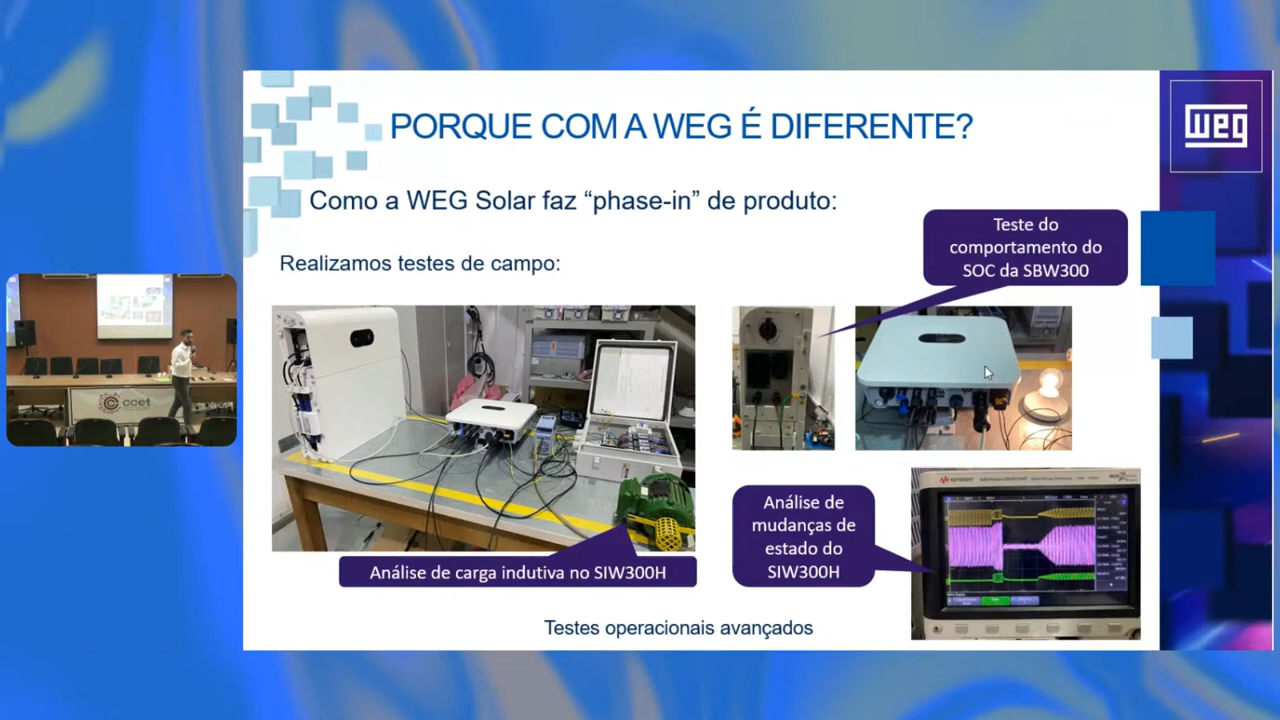 PORQUE COM A WEG É DIFERENTE?
weg
Como a WEG Solar faz “phase-in” de produto:
Realizamos testes de campo:
Teste do
comportamento do
SOC da SBW300
ccet
Análise de carga indutiva no SIW300H
Análise de
mudanças de
estado do
SIW300H
KEYSIGHT
Testes operacionais avançados